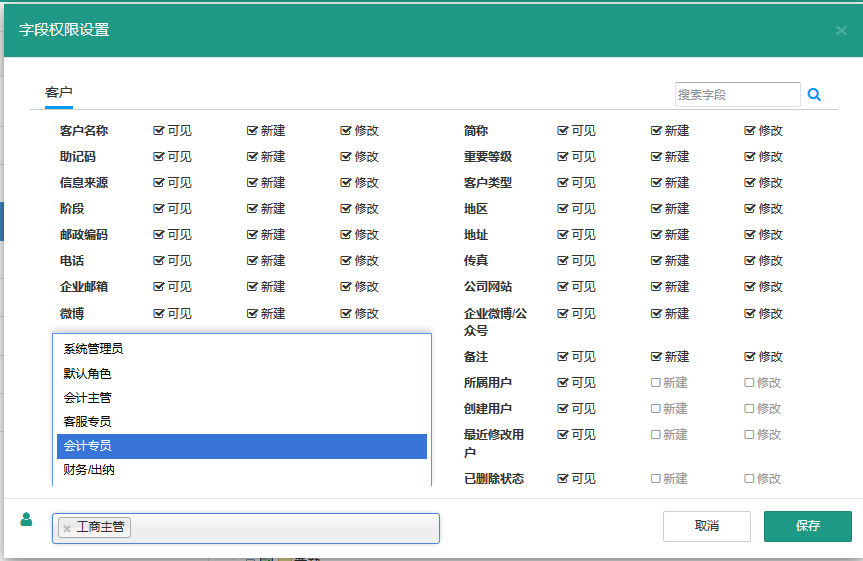 字段权限设置
客户
搜索字段
客户名称 可见 新建 修改 简称 可见 新建 修改
助记码 可见 新建 修改 重要等级 可见 新建 修改
信息来源 可见 新建 修改 客户类型 可见 新建 修改
阶段 可见 新建 修改 地区 可见 新建 修改
邮政编码 可见 新建 修改 地址 可见 新建 修改
电话 可见 新建 修改 传真 可见 新建 修改
企业邮箱 可见 新建 修改 公司网站 可见 新建 修改
微博 可见 新建 修改 企业微博/公 可见 新建 修改
众号
系统管理员
默认角色
会计主管
客服专员
会计专员
财务/出纳
备注 可见 新建 修改
所属用户 可见 新建 修改
创建用户 可见 新建 修改
最近修改用 可见 新建 修改
户
已删除状态 可见 新建 修改
工商主管
取消
保存